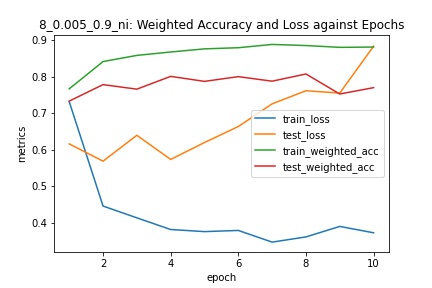 8_0.005_0.9_ni: Weighted Accuracy and Loss against Epochs
0.9
0.8
0.7
0.6
0.5
0.4
metrics
train_loss
test_loss
train_weighted_acc
test_weighted_acc
2
4
6
8
10
epoch